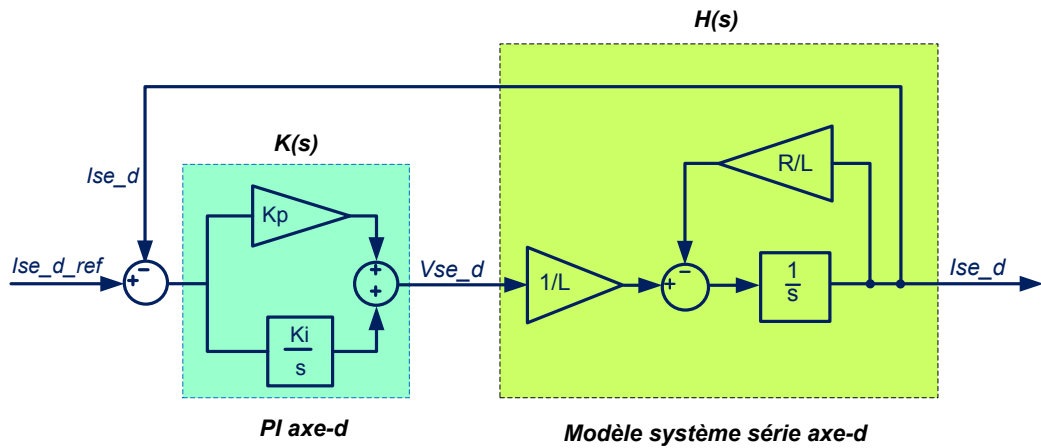 H(s)
K(s)
R/L
Ise_d
Kp
Ise_d_ref
+
-
+
+
Vse_d
1/L
+
-
1
s
Ise_d
Ki
s
PI axe-d
Modèle système série axe-d